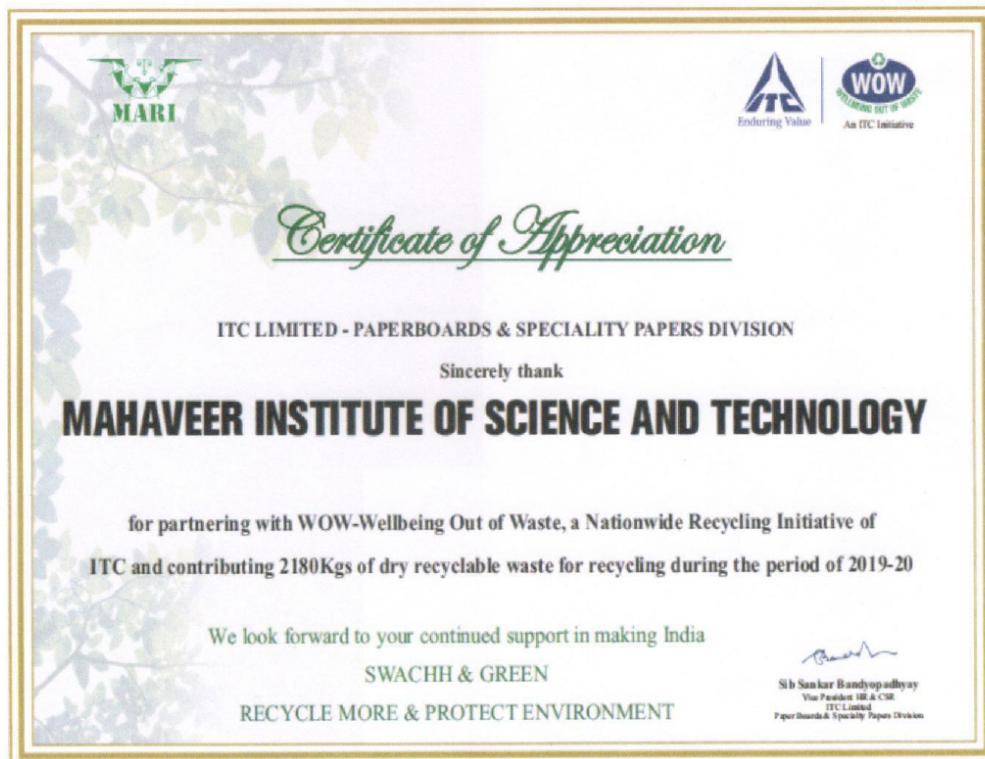 MARI
ITC
Enduring Value
WOW
WELLBEING OUT OF WASTE
An ITC Initiative
Certificate of Appreciation
ITC LIMITED - PAPERBOARDS & SPECIALITY PAPERS DIVISION
Sincerely thank
MAHAVEER INSTITUTE OF SCIENCE AND TECHNOLOGY
for partnering with WOW-Wellbeing Out of Waste, a Nationwide Recycling Initiative of
ITC and contributing 2180Kgs of dry recyclable waste for recycling during the period of 2019-20
We look forward to your continued support in making India
SWACHH & GREEN
RECYCLE MORE & PROTECT ENVIRONMENT
Sib Sankar Bandyopadhyay
Vice President HR & CSR
ITC Limited
Paper Boards & Specialty Papers Division